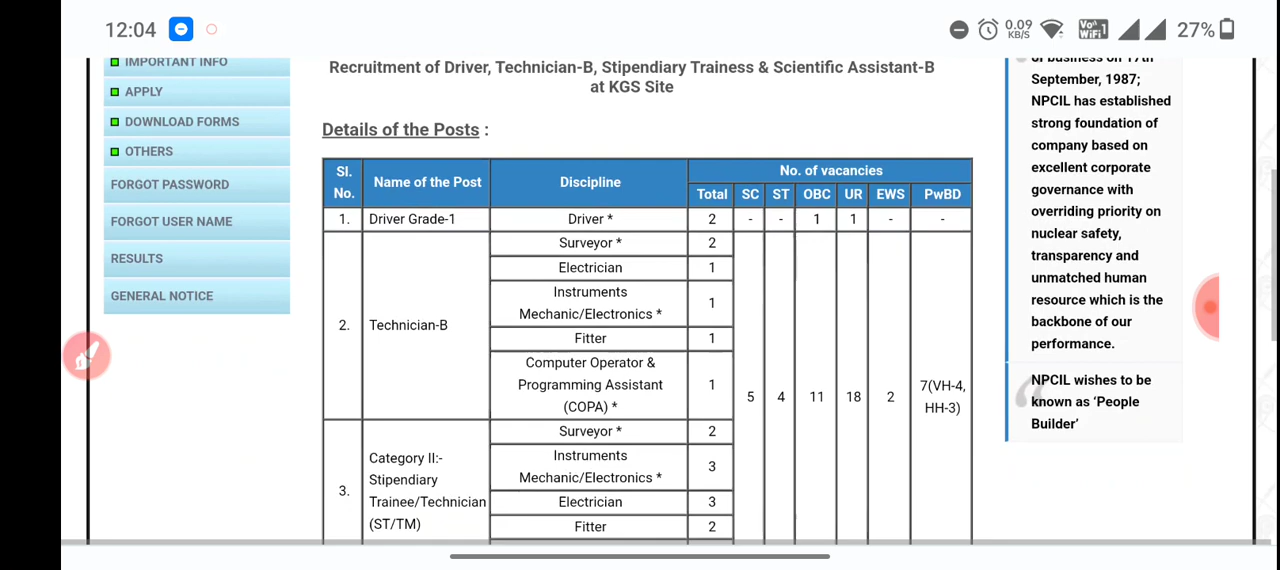 12:04
0.09
KB/S
Vo
WiFi 1
27%
IMPORTANT INFO
APPLY
DOWNLOAD FORMS
OTHERS
FORGOT PASSWORD
FORGOT USER NAME
RESULTS
GENERAL NOTICE
Recruitment of Driver, Technician-B, Stipendiary Trainess & Scientific Assistant-B
at KGS Site
Details of the Posts :
Sl.
No.
Name of the Post
Discipline
No. of vacancies
Total SC ST OBC UR EWS PwBD
1. Driver Grade-1 Driver * 2 - - 1 1 - -
2. Technician-B
Surveyor * 2
Electrician 1
Instruments
Mechanic/Electronics * 1
Fitter 1
Computer Operator &
Programming Assistant 1
(COPA) *
5 4 11 18 2 7(VH-4,
HH-3)
3. Category II:-
Stipendiary
Trainee/Technician
(ST/TM)
Surveyor * 2
Instruments
Mechanic/Electronics * 3
Electrician 3
Fitter 2
of business on 17th
September, 1987;
NPCIL has established
strong foundation of
company based on
excellent corporate
governance with
overriding priority on
nuclear safety,
transparency and
unmatched human
resource which is the
backbone of our
performance.
NPCIL wishes to be
known as ‘People
Builder’